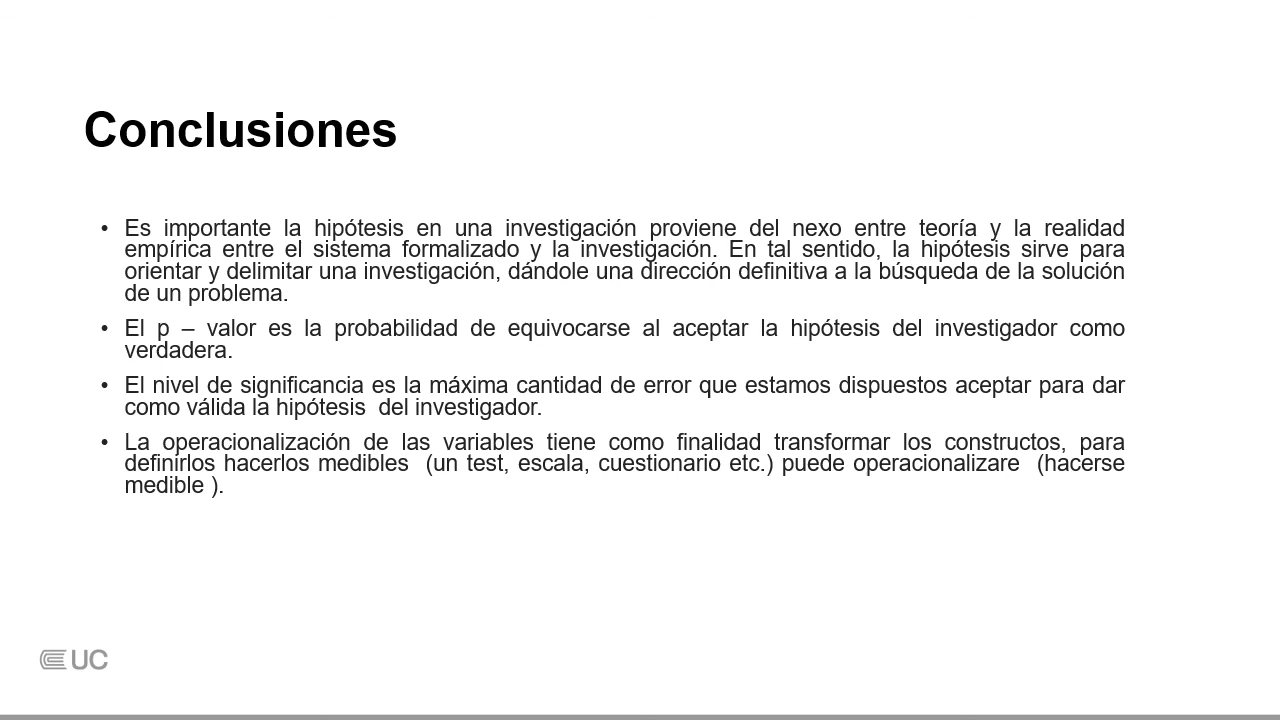 Conclusiones
• Es importante la hipótesis en una investigación proviene del nexo entre teoría y la realidad
empírica entre el sistema formalizado y la investigación. En tal sentido, la hipótesis sirve para
orientar y delimitar una investigación, dándole una dirección definitiva a la búsqueda de la solución
de un problema.
• El p – valor es la probabilidad de equivocarse al aceptar la hipótesis del investigador como
verdadera.
• El nivel de significancia es la máxima cantidad de error que estamos dispuestos aceptar para dar
como válida la hipótesis  del investigador.
• La operacionalización de las variables tiene como finalidad transformar los constructos, para
definirlos hacerlos medibles  (un test, escala, cuestionario etc.) puede operacionalizare  (hacerse
medible ).
UC